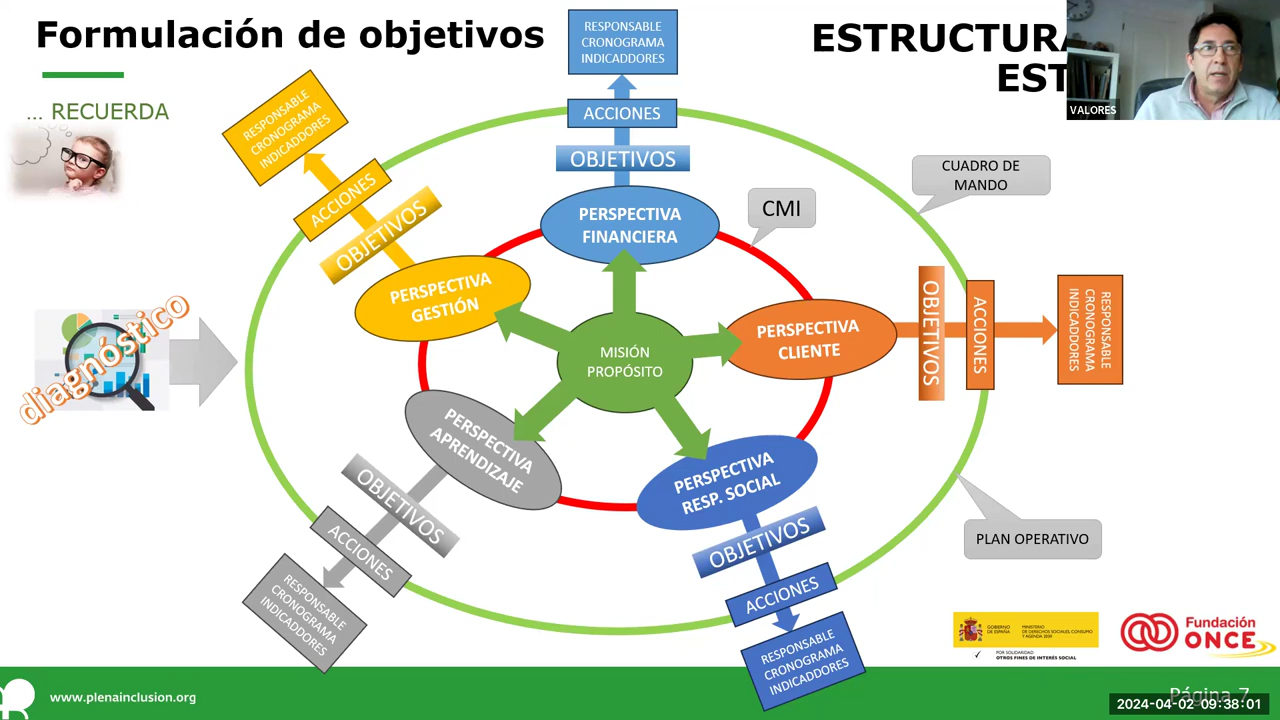 Formulación de objetivos
ESTRUCTURA
EST
VALORES
... RECUERDA
RESPONSABLE
CRONOGRAMA
INDICADDORES
ACCIONES
OBJETIVOS
PERSPECTIVA
FINANCIERA
RESPONSABLE
CRONOGRAMA
INDICADDORES
ACCIONES
OBJETIVOS
PERSPECTIVA
GESTIÓN
CMI
CUADRO DE
MANDO
PERSPECTIVA
CLIENTE
OBJETIVOS
ACCIONES
RESPONSABLE
CRONOGRAMA
INDICADDORES
MISIÓN
PROPÓSITO
diagnóstico
PERSPECTIVA
APRENDIZAJE
OBJETIVOS
ACCIONES
RESPONSABLE
CRONOGRAMA
INDICADDORES
PERSPECTIVA
RESP. SOCIAL
OBJETIVOS
ACCIONES
RESPONSABLE
CRONOGRAMA
INDICADDORES
PLAN OPERATIVO
GOBIERNO
DE ESPAÑA
MINISTERIO
DE DERECHOS SOCIALES, CONSUMO
Y AGENDA 2030
POR SOLIDARIDAD
OTROS FINES DE INTERÉS SOCIAL
Fundación
ONCE
www.plenainclusion.org
Página 7
2024-04-02 09:38:01